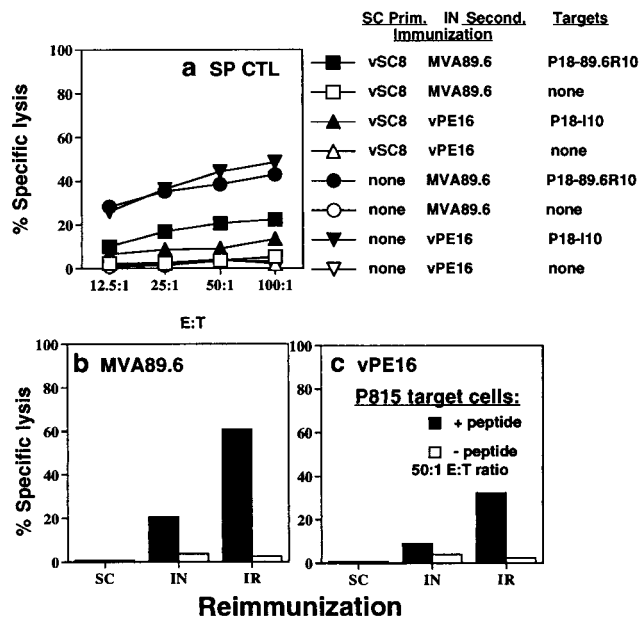 SC Prim. IN Second. Targets
Immunization
a SP CTL
vSC8 MVA89.6 P18-89.6R10
vSC8 MVA89.6 none
vSC8 vPE16 P18-I10
vSC8 vPE16 none
none MVA89.6 P18-89.6R10
none MVA89.6 none
none vPE16 P18-I10
none vPE16 none
% Specific lysis
100
80
60
40
20
0
12.5:1 25:1 50:1 100:1
E:T
b MVA89.6
% Specific lysis
100
80
60
40
20
0
SC IN IR
c vPE16
P815 target cells:
+ peptide
- peptide
50:1 E:T ratio
100
80
60
40
20
0
SC IN IR
Reimmunization